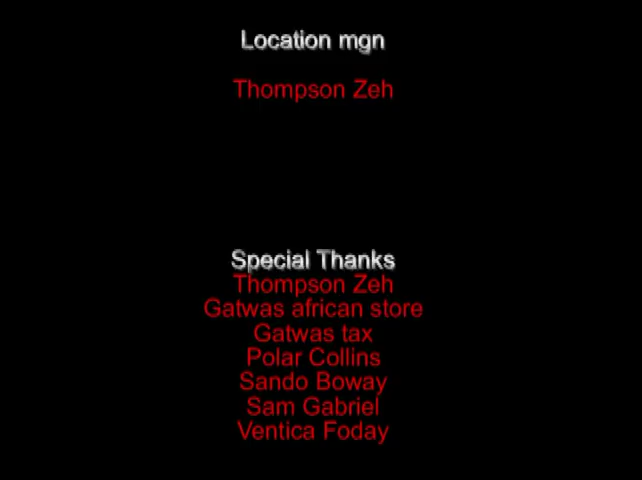 Location mgn
Thompson Zeh
Special Thanks
Thompson Zeh
Gatwas african store
Gatwas tax
Polar Collins
Sando Boway
Sam Gabriel
Ventica Foday